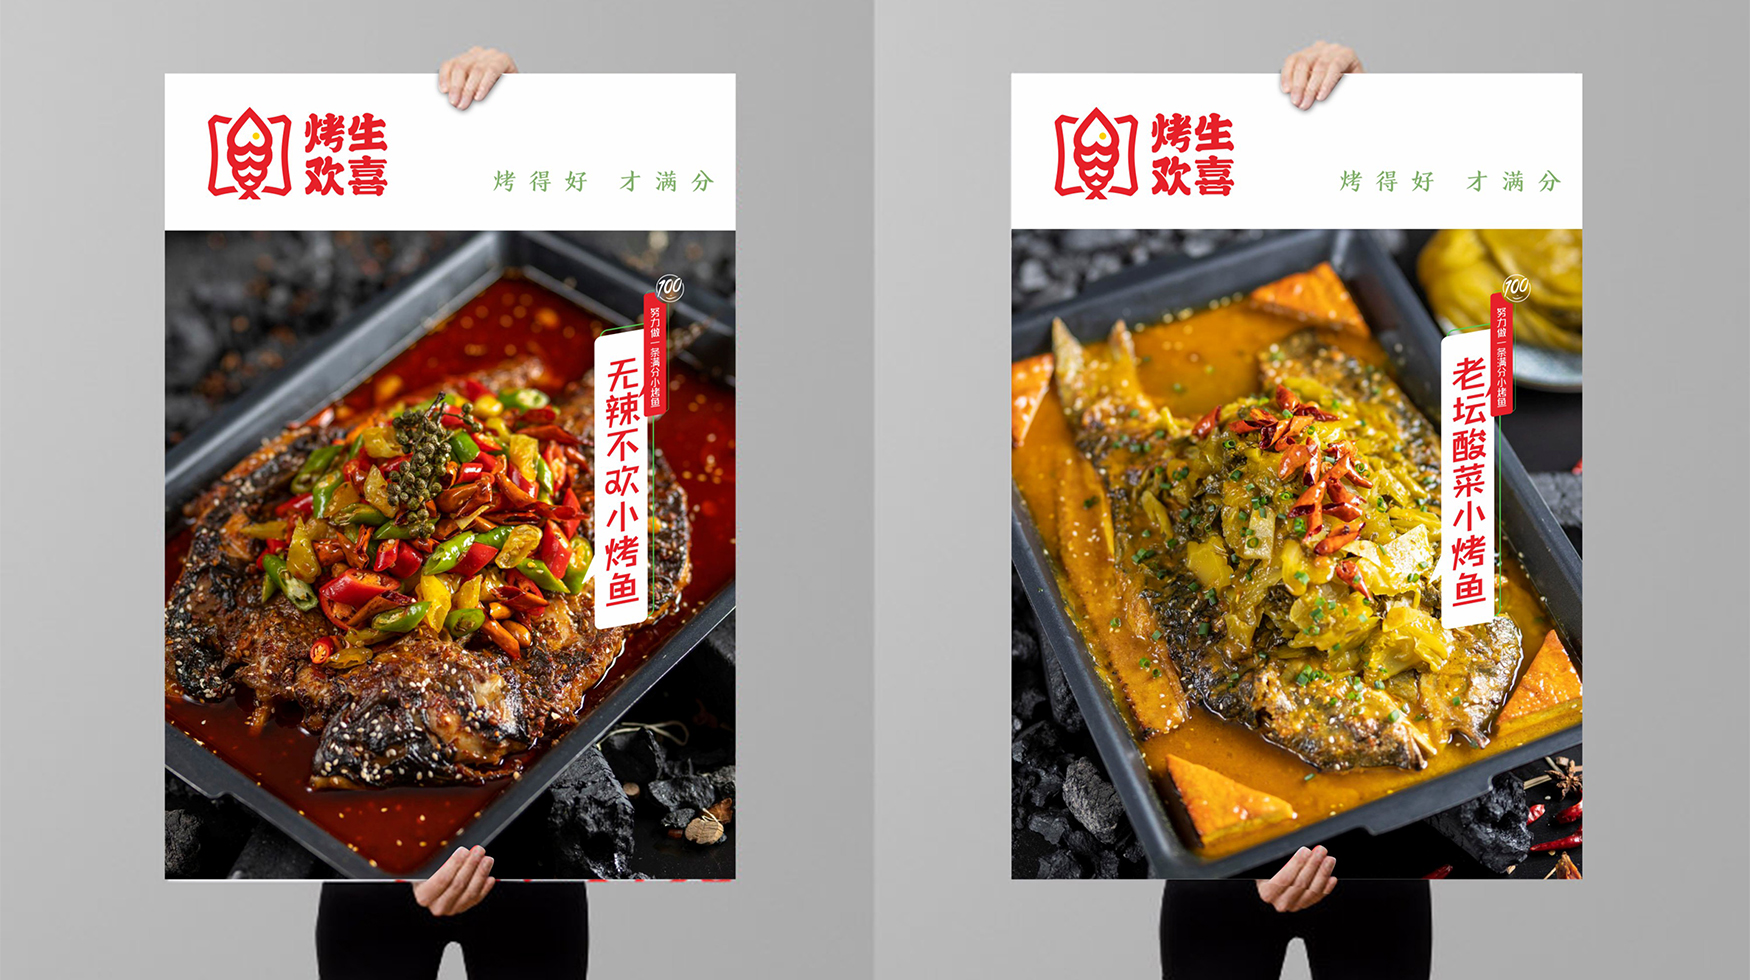 烤生
欢喜
烤得好 才满分
100
努力做一条满分小烤鱼
无辣不欢小烤鱼
烤生
欢喜
烤得好 才满分
100
努力做一条满分小烤鱼
老坛酸菜小烤鱼